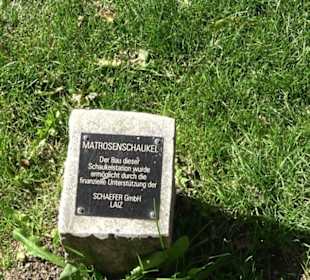 MATROSENSCHAUKEL
Der Bau dieser
Schaukelstation wurde
ermöglicht durch die
finanzielle Unterstützung der
SCHAEFER GmbH
LAIZ